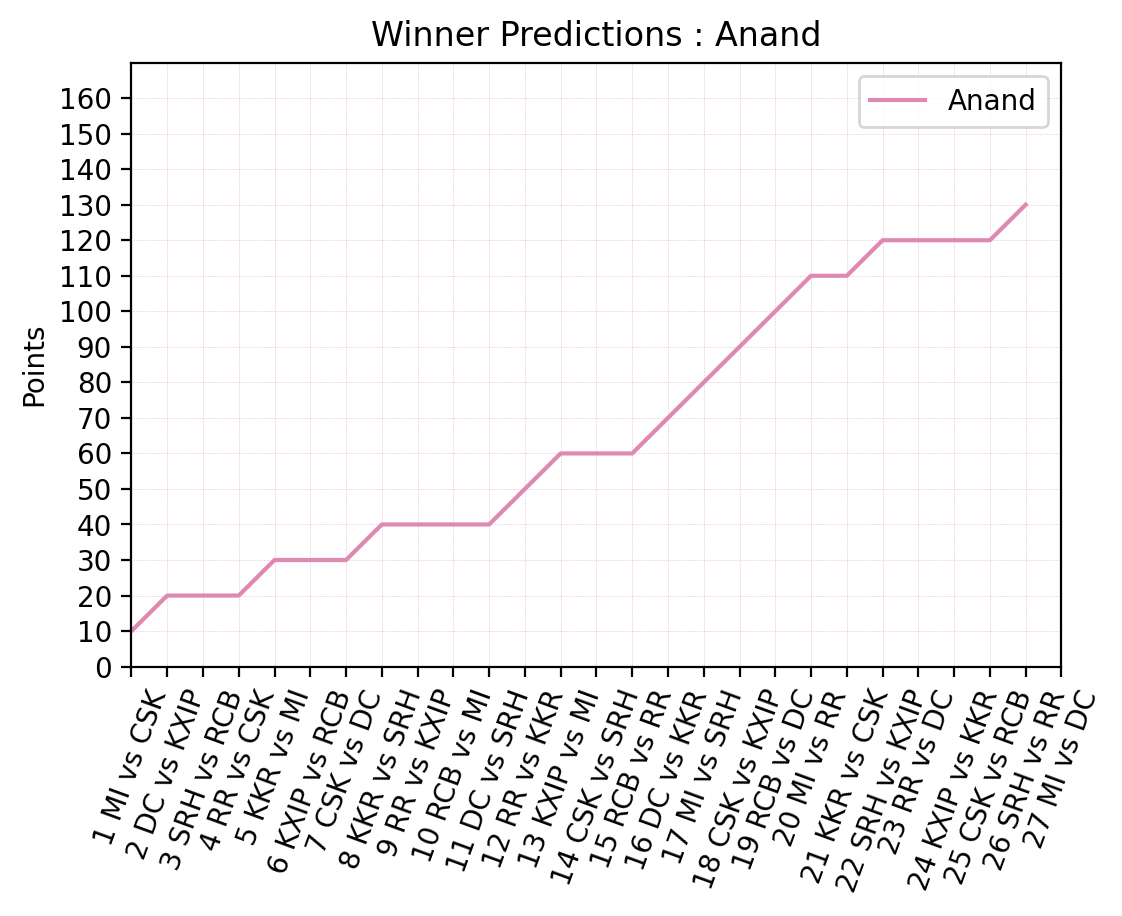 Winner Predictions : Anand
Anand
Points
160
150
140
130
120
110
100
90
80
70
60
50
40
30
20
10
0
1 MI vs CSK
2 DC vs KXIP
3 SRH vs RCB
4 RR vs CSK
5 KKR vs MI
6 KXIP vs RCB
7 CSK vs DC
8 KKR vs SRH
9 RR vs KXIP
10 RCB vs MI
11 DC vs SRH
12 RR vs KKR
13 KXIP vs MI
14 CSK vs SRH
15 RCB vs RR
16 DC vs KKR
17 MI vs SRH
18 CSK vs KXIP
19 RCB vs DC
20 MI vs RR
21 KKR vs CSK
22 SRH vs KXIP
23 RR vs DC
24 KXIP vs KKR
25 CSK vs RCB
26 SRH vs RR
27 MI vs DC